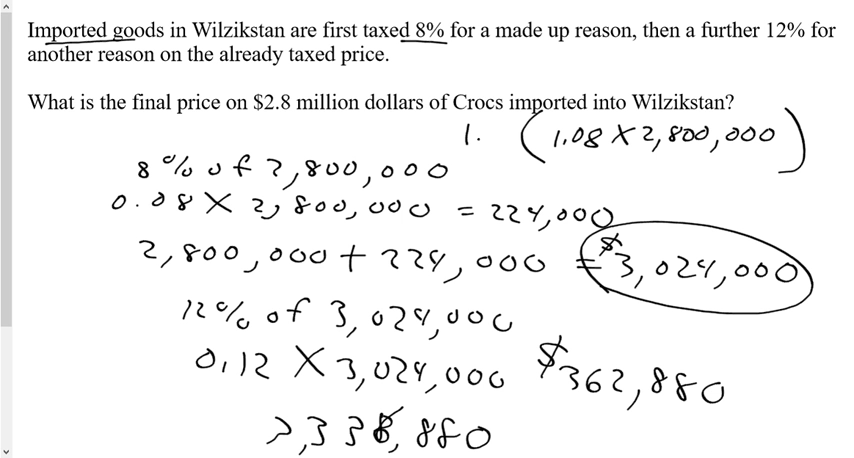 Imported goods in Wilzikstan are first taxed 8% for a made up reason, then a further 12% for
another reason on the already taxed price.
What is the final price on $2.8 million dollars of Crocs imported into Wilzikstan?
1. (1.08 × 2,800,000)
8% of 2,800,000
0.08 × 2,800,000 = 224,000
2,800,000 + 224,000 = $3,024,000
12% of 3,024,000
0.12 × 3,024,000 $362,880